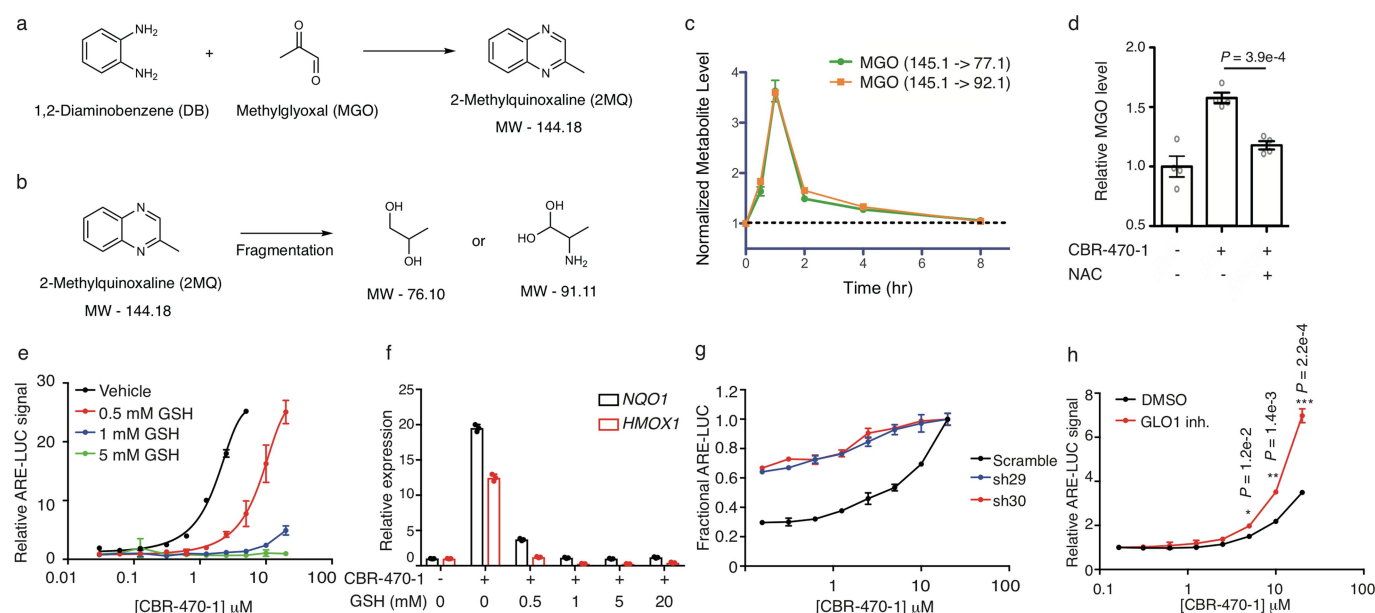 a
NH2
NH2
+
O
O
1,2-Diaminobenzene (DB)
Methylglyoxal (MGO)
N
N
2-Methylquinoxaline (2MQ)
MW - 144.18
b
N
N
2-Methylquinoxaline (2MQ)
MW - 144.18
Fragmentation
OH
OH
MW - 76.10
or
OH
HO
NH2
MW - 91.11
c
Normalized Metabolite Level
4
3
2
1
0 2 4 6 8
Time (hr)
MGO (145.1 -> 77.1)
MGO (145.1 -> 92.1)
d
Relative MGO level
2.0
1.5
1.0
0.5
P = 3.9e-4
CBR-470-1 - + +
NAC - - +
e
Relative ARE-LUC signal
30
20
10
0
0.01 0.1 1 10 100
[CBR-470-1] μM
Vehicle
0.5 mM GSH
1 mM GSH
5 mM GSH
f
Relative expression
25
20
15
10
5
0
NQO1
HMOX1
CBR-470-1 - + + + + +
GSH (mM) 0 0 0.5 1 5 20
g
Fractional ARE-LUC
1.2
1.0
0.8
0.6
0.4
0.2
0
1 10 100
[CBR-470-1] μM
Scramble
sh29
sh30
h
Relative ARE-LUC signal
8
6
4
2
0
0.1 1 10 100
[CBR-470-1] μM
DMSO
GLO1 inh.
* P = 1.2e-2
** P = 1.4e-3
*** P = 2.2e-4